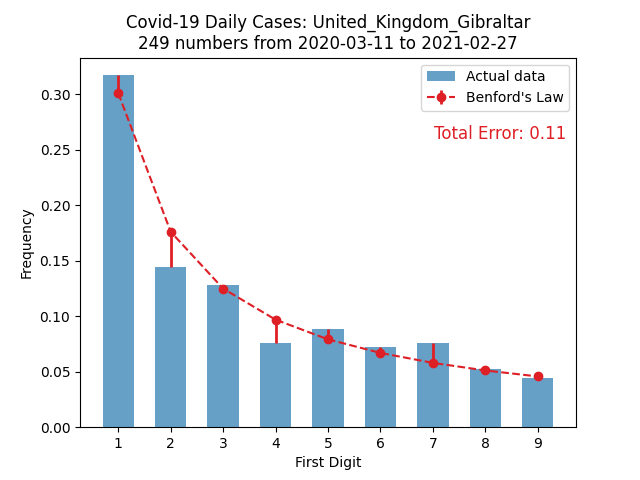 Covid-19 Daily Cases: United_Kingdom_Gibraltar
249 numbers from 2020-03-11 to 2021-02-27
Actual data
Benford's Law
Total Error: 0.11
Frequency
0.30
0.25
0.20
0.15
0.10
0.05
0.00
1 2 3 4 5 6 7 8 9
First Digit